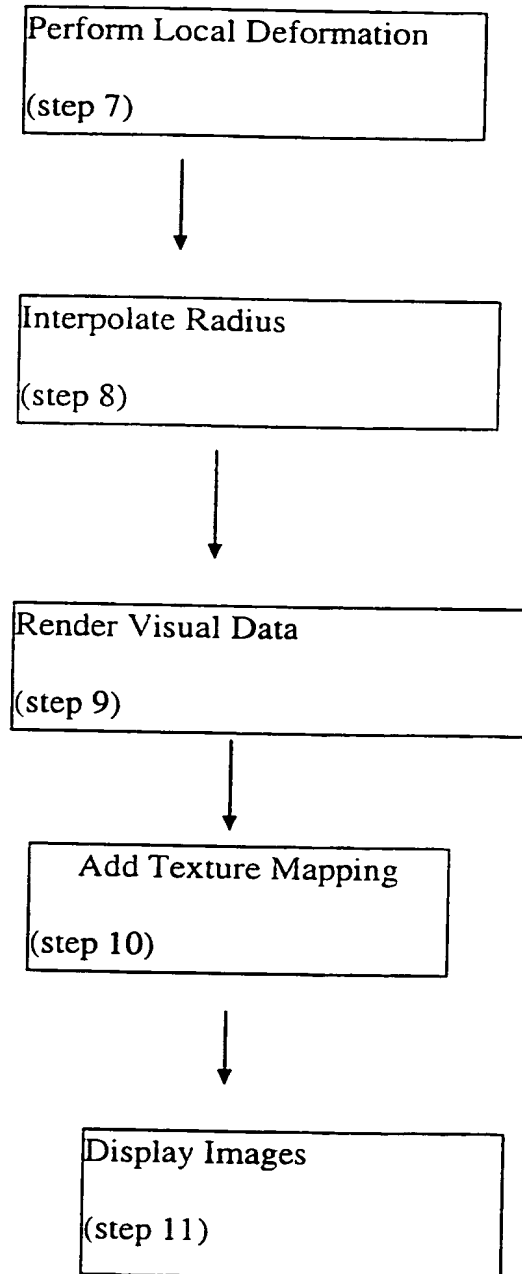 Perform Local Deformation
(step 7)
Interpolate Radius
(step 8)
Render Visual Data
(step 9)
Add Texture Mapping
(step 10)
Display Images
(step 11)